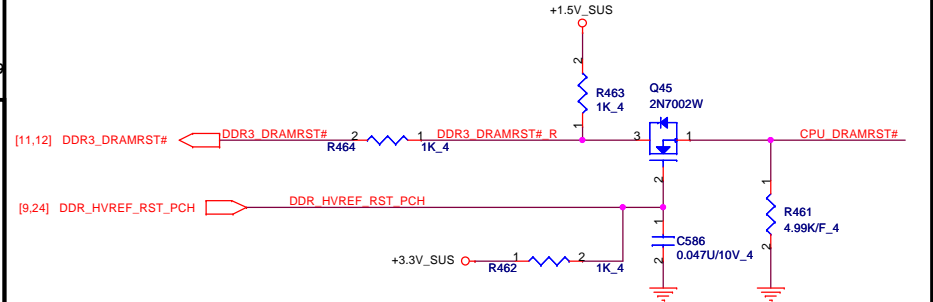 +1.5V_SUS
2
R463
1K_4
1
Q45
2N7002W
[11,12] DDR3_DRAMRST#
DDR3_DRAMRST#
2
R464
1
1K_4
DDR3_DRAMRST#_R
3
1
2
CPU_DRAMRST#
[9,24] DDR_HVREF_RST_PCH
DDR_HVREF_RST_PCH
1
R461
4.99K/F_4
2
1
C586
0.047U/10V_4
2
+3.3V_SUS
1
R462
2
1K_4